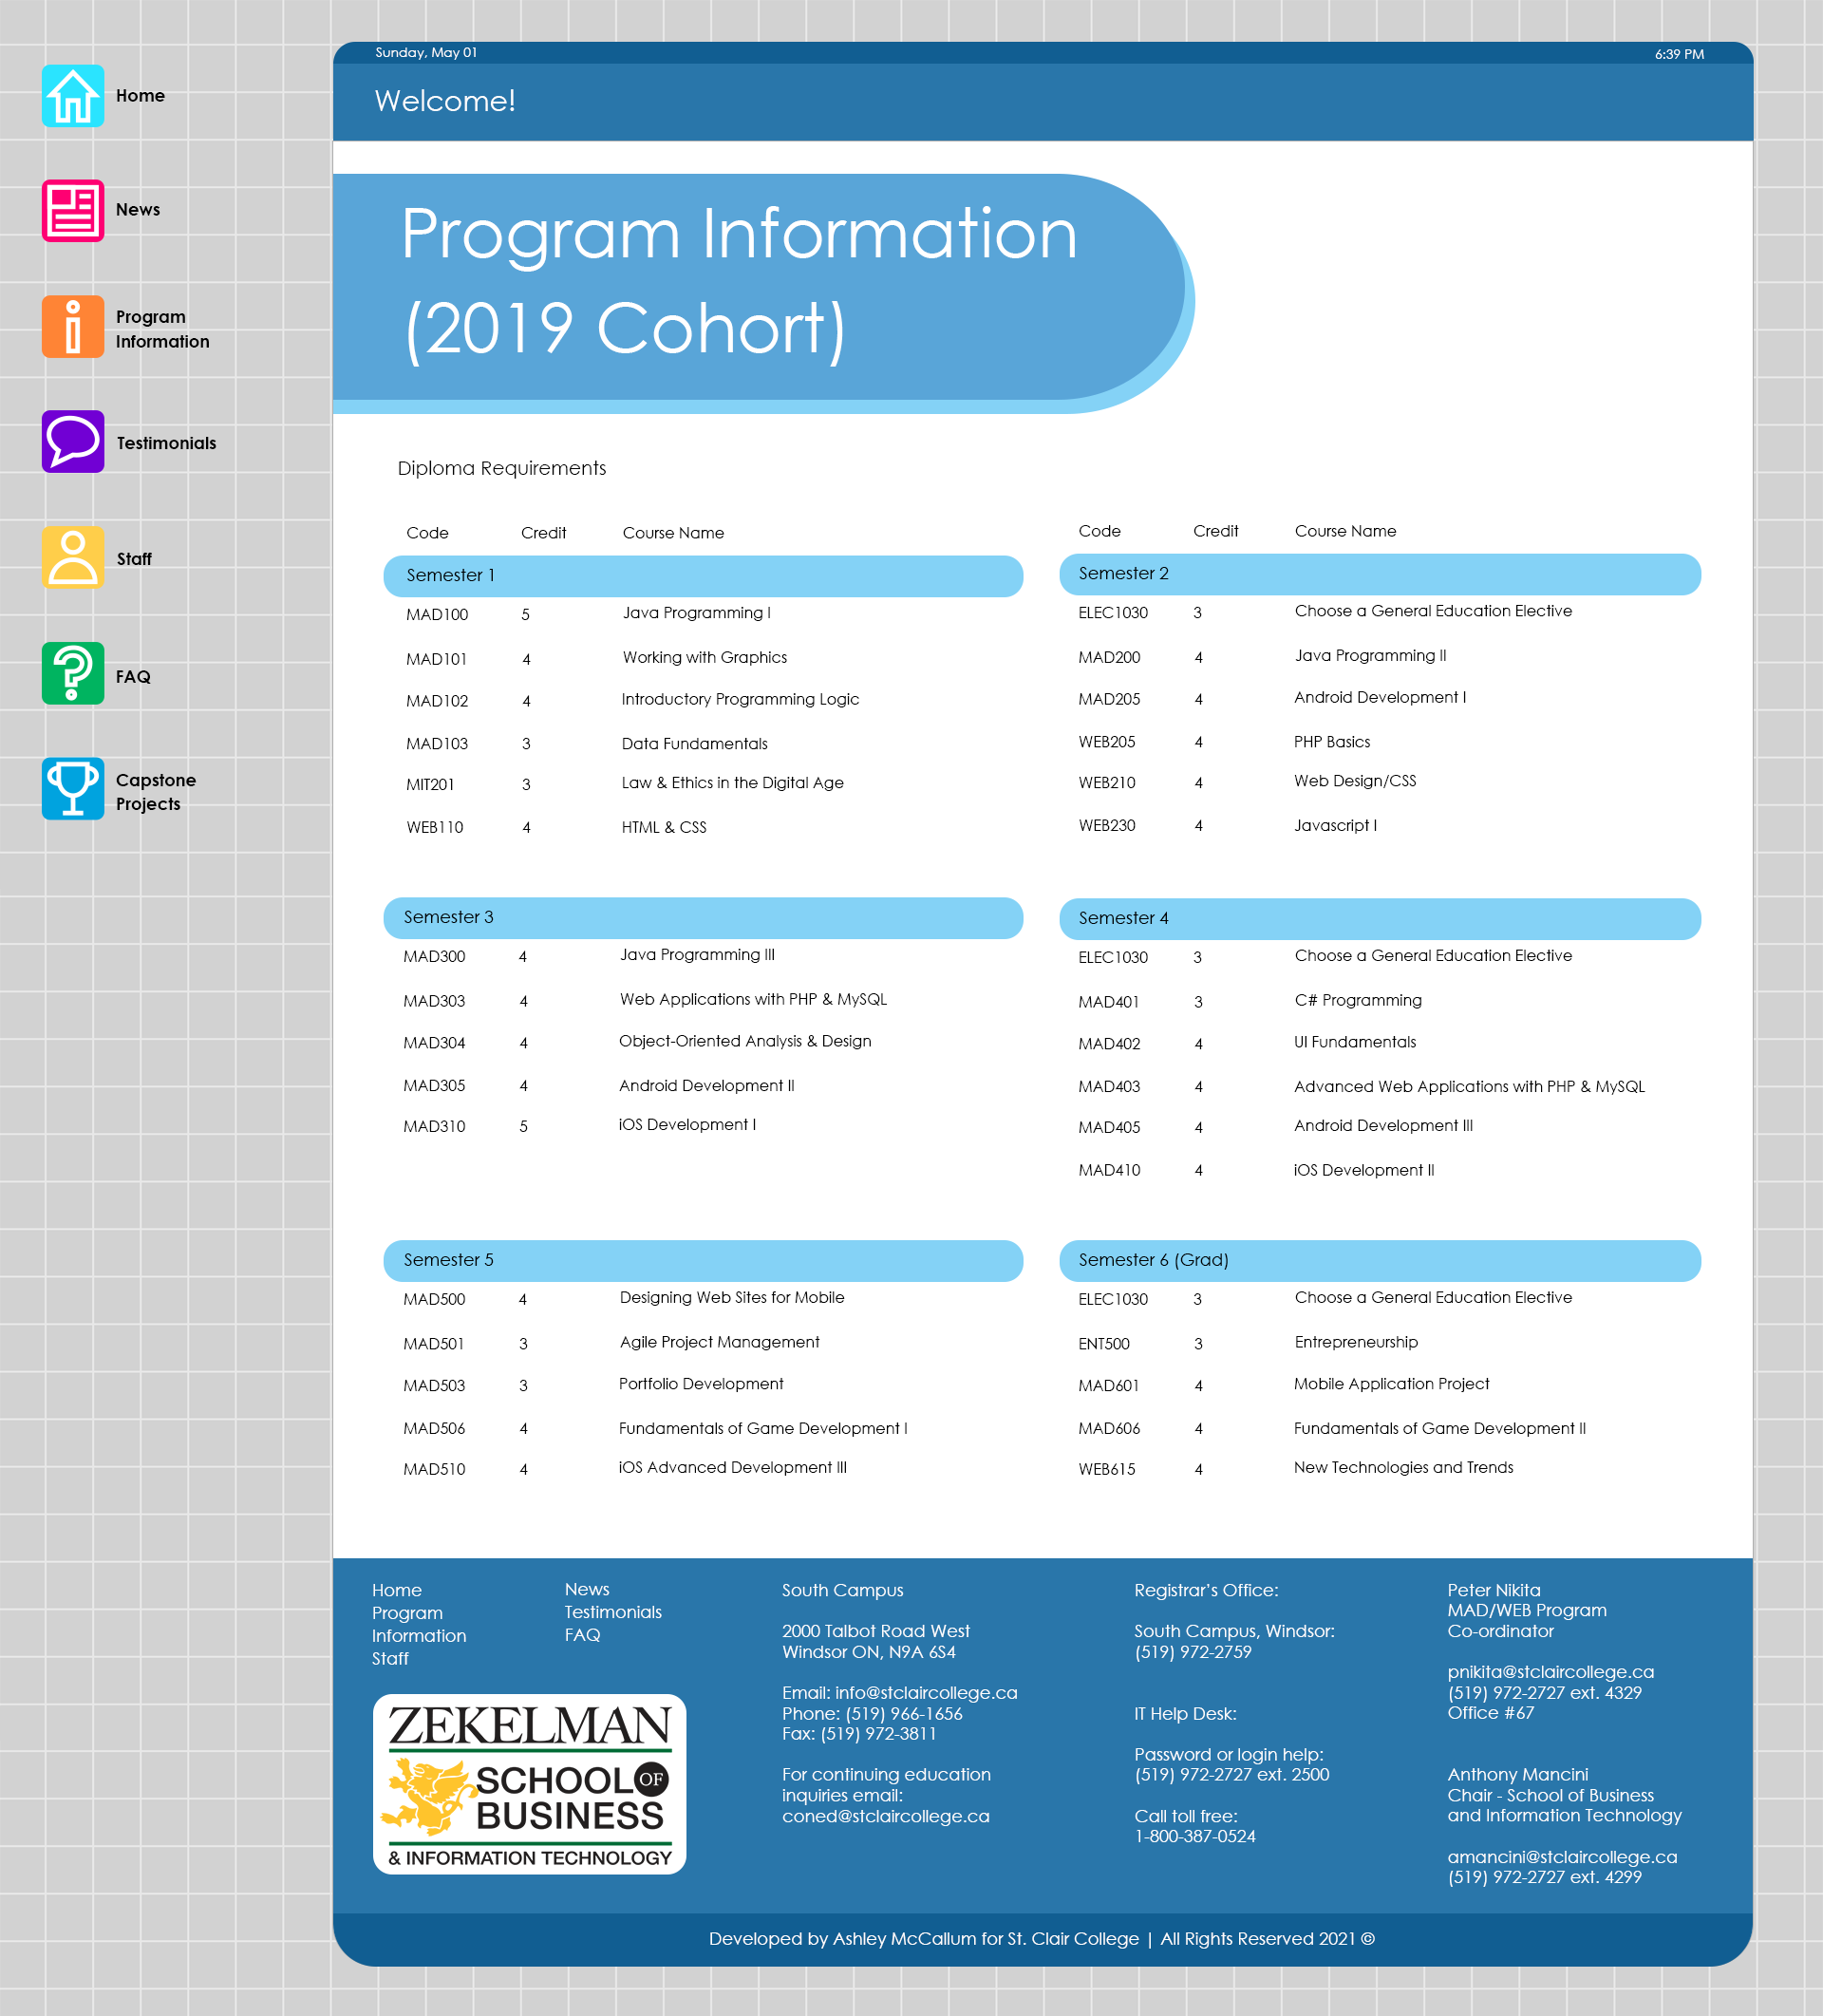 Sunday, May 01
6:39 PM
Welcome!
Home
News
Program
Information
Testimonials
Staff
FAQ
Capstone
Projects
Program Information
(2019 Cohort)
Diploma Requirements
Code Credit Course Name
Semester 1
MAD100 5 Java Programming I
MAD101 4 Working with Graphics
MAD102 4 Introductory Programming Logic
MAD103 3 Data Fundamentals
MIT201 3 Law & Ethics in the Digital Age
WEB110 4 HTML & CSS
Code Credit Course Name
Semester 2
ELEC1030 3 Choose a General Education Elective
MAD200 4 Java Programming II
MAD205 4 Android Development I
WEB205 4 PHP Basics
WEB210 4 Web Design/CSS
WEB230 4 Javascript I
Semester 3
MAD300 4 Java Programming III
MAD303 4 Web Applications with PHP & MySQL
MAD304 4 Object-Oriented Analysis & Design
MAD305 4 Android Development II
MAD310 5 iOS Development I
Semester 4
ELEC1030 3 Choose a General Education Elective
MAD401 3 C# Programming
MAD402 4 UI Fundamentals
MAD403 4 Advanced Web Applications with PHP & MySQL
MAD405 4 Android Development III
MAD410 4 iOS Development II
Semester 5
MAD500 4 Designing Web Sites for Mobile
MAD501 3 Agile Project Management
MAD503 3 Portfolio Development
MAD506 4 Fundamentals of Game Development I
MAD510 4 iOS Advanced Development III
Semester 6 (Grad)
ELEC1030 3 Choose a General Education Elective
ENT500 3 Entrepreneurship
MAD601 4 Mobile Application Project
MAD606 4 Fundamentals of Game Development II
WEB615 4 New Technologies and Trends
Home
Program
Information
Staff
News
Testimonials
FAQ
ZEKELMAN
SCHOOL OF
BUSINESS
& INFORMATION TECHNOLOGY
South Campus
2000 Talbot Road West
Windsor ON, N9A 6S4
Email: info@stclaircollege.ca
Phone: (519) 966-1656
Fax: (519) 972-3811
For continuing education
inquiries email:
coned@stclaircollege.ca
Registrar's Office:
South Campus, Windsor:
(519) 972-2759
IT Help Desk:
Password or login help:
(519) 972-2727 ext. 2500
Call toll free:
1-800-387-0524
Peter Nikita
MAD/WEB Program
Co-ordinator
pnikita@stclaircollege.ca
(519) 972-2727 ext. 4329
Office #67
Anthony Mancini
Chair - School of Business
and Information Technology
amancini@stclaircollege.ca
(519) 972-2727 ext. 4299
Developed by Ashley McCallum for St. Clair College | All Rights Reserved 2021 ©